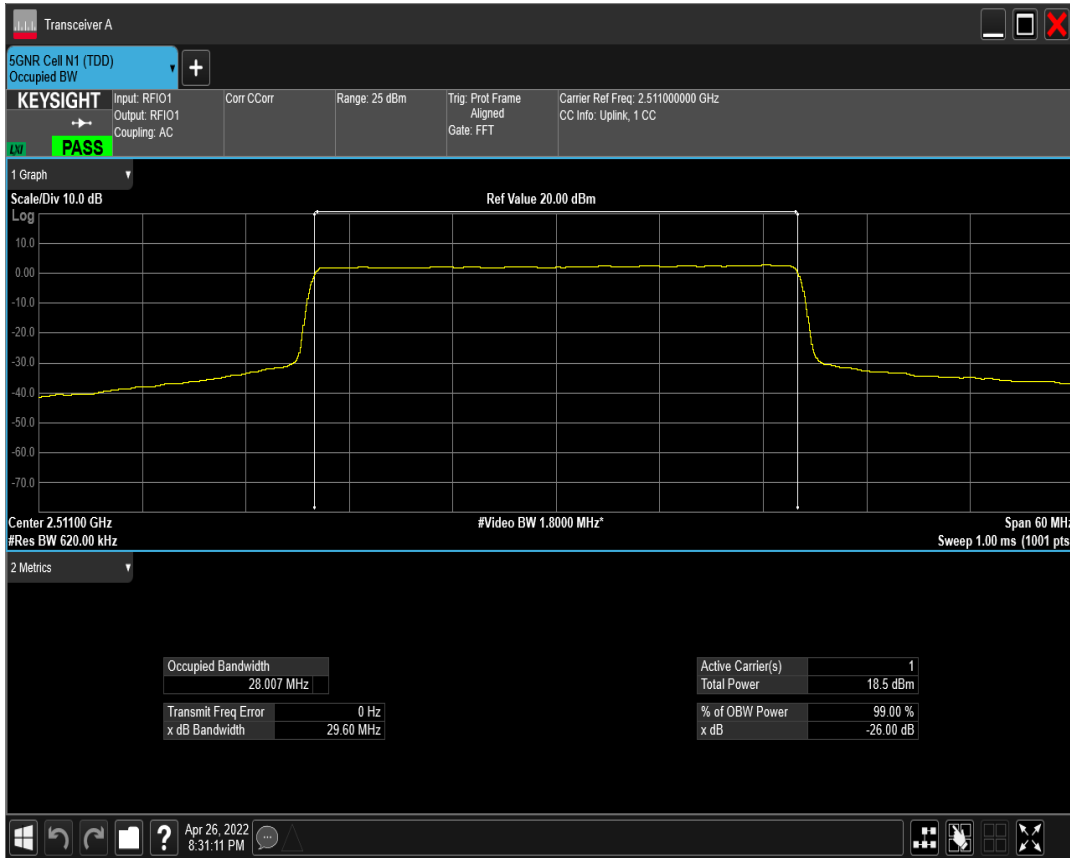 Transceiver A
5GNR Cell N1 (TDD)
Occupied BW
+
KEYSIGHT
LXI
PASS
Input: RFIO1
Output: RFIO1
Coupling: AC
Corr CCorr
Range: 25 dBm
Trig: Prot Frame
Aligned
Gate: FFT
Carrier Ref Freq: 2.511000000 GHz
CC Info: Uplink, 1 CC
1 Graph
Scale/Div 10.0 dB
Ref Value 20.00 dBm
Log
10.0
0.00
-10.0
-20.0
-30.0
-40.0
-50.0
-60.0
-70.0
Center 2.51100 GHz
#Video BW 1.8000 MHz*
Span 60 MHz
#Res BW 620.00 kHz
Sweep 1.00 ms (1001 pts
2 Metrics
Occupied Bandwidth
28.007 MHz
Transmit Freq Error 0 Hz
x dB Bandwidth 29.60 MHz
Active Carrier(s) 1
Total Power 18.5 dBm
% of OBW Power 99.00 %
x dB -26.00 dB
?
Apr 26, 2022
8:31:11 PM